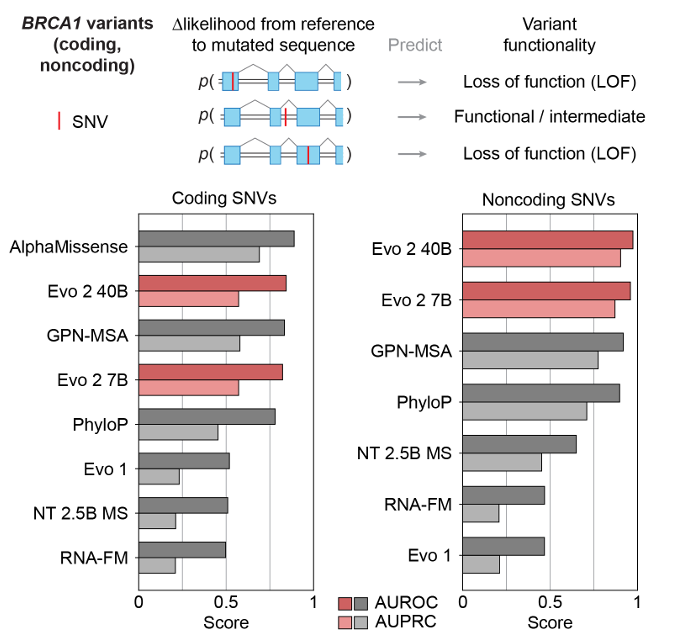 BRCA1 variants
(coding,
noncoding)
SNV
Δlikelihood from reference
to mutated sequence
Predict
Variant
functionality
p( )
Loss of function (LOF)
p( )
Functional / intermediate
p( )
Loss of function (LOF)
Coding SNVs
AlphaMissense
Evo 2 40B
GPN-MSA
Evo 2 7B
PhyloP
Evo 1
NT 2.5B MS
RNA-FM
0 0.5 1
Score
Noncoding SNVs
Evo 2 40B
Evo 2 7B
GPN-MSA
PhyloP
NT 2.5B MS
RNA-FM
Evo 1
0 0.5 1
Score
AUROC
AUPRC